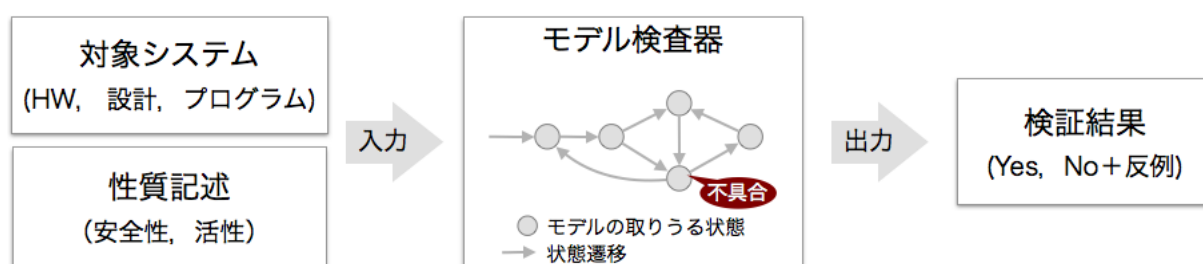 対象システム
(HW, 設計, プログラム)
性質記述
(安全性, 活性)
入力
モデル検査器
不具合
モデルの取りうる状態
状態遷移
出力
検証結果
(Yes, No+反例)